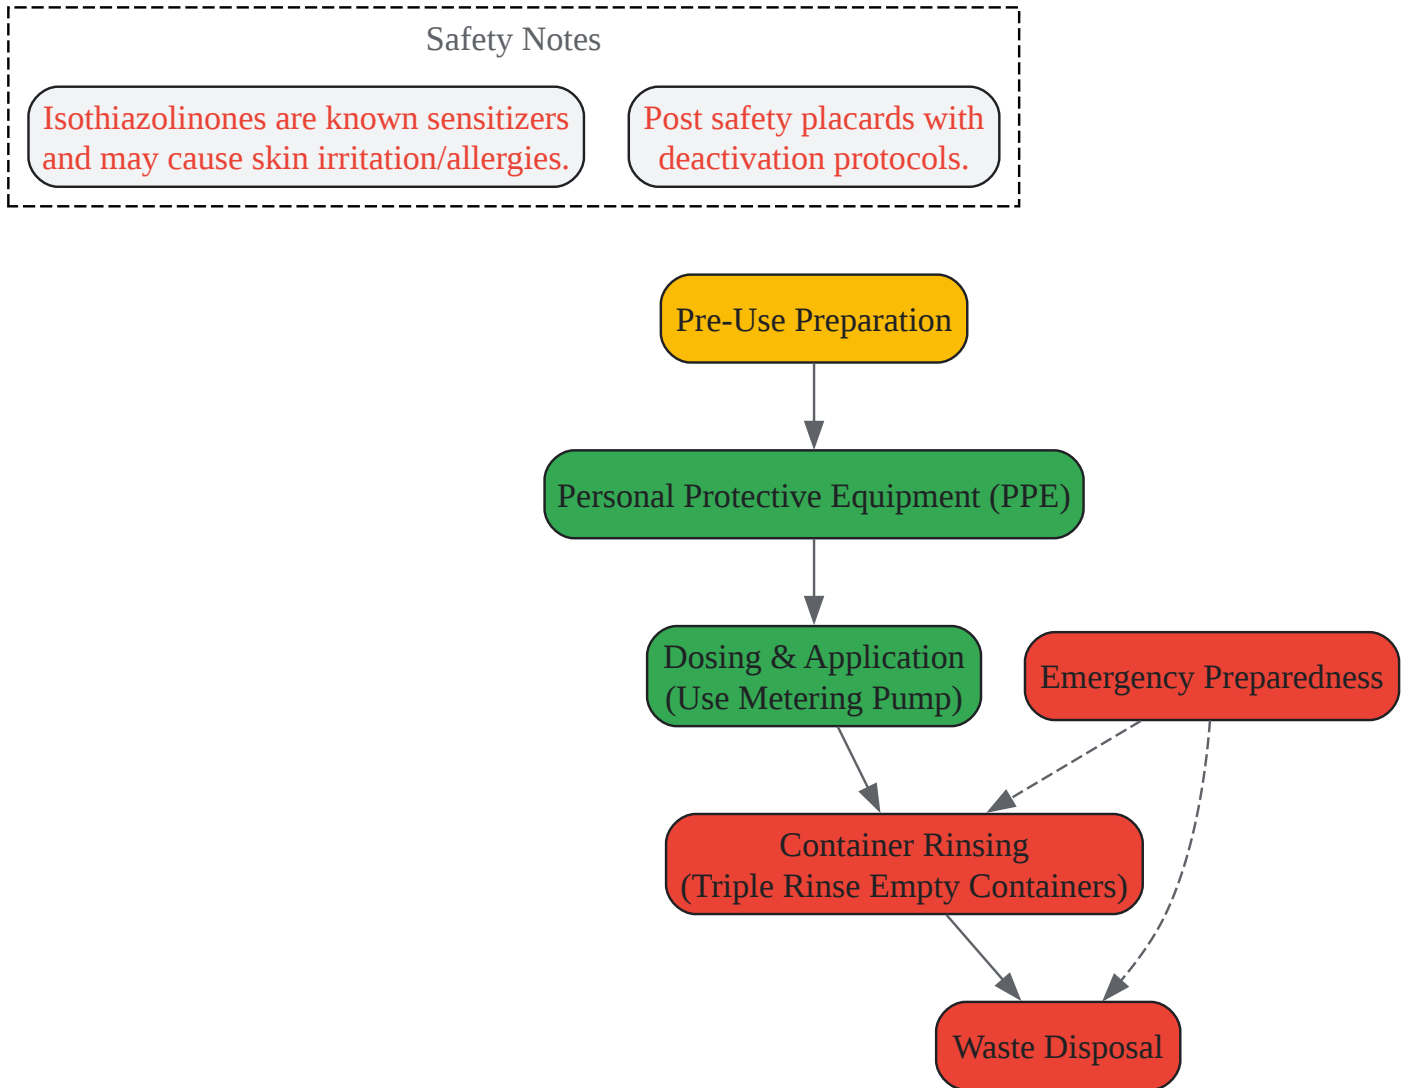 Safety Notes
Isothiazolinones are known sensitizers
and may cause skin irritation/allergies.
Post safety placards with
deactivation protocols.
Pre-Use Preparation
Personal Protective Equipment (PPE)
Dosing & Application
(Use Metering Pump)
Emergency Preparedness
Container Rinsing
(Triple Rinse Empty Containers)
Waste Disposal